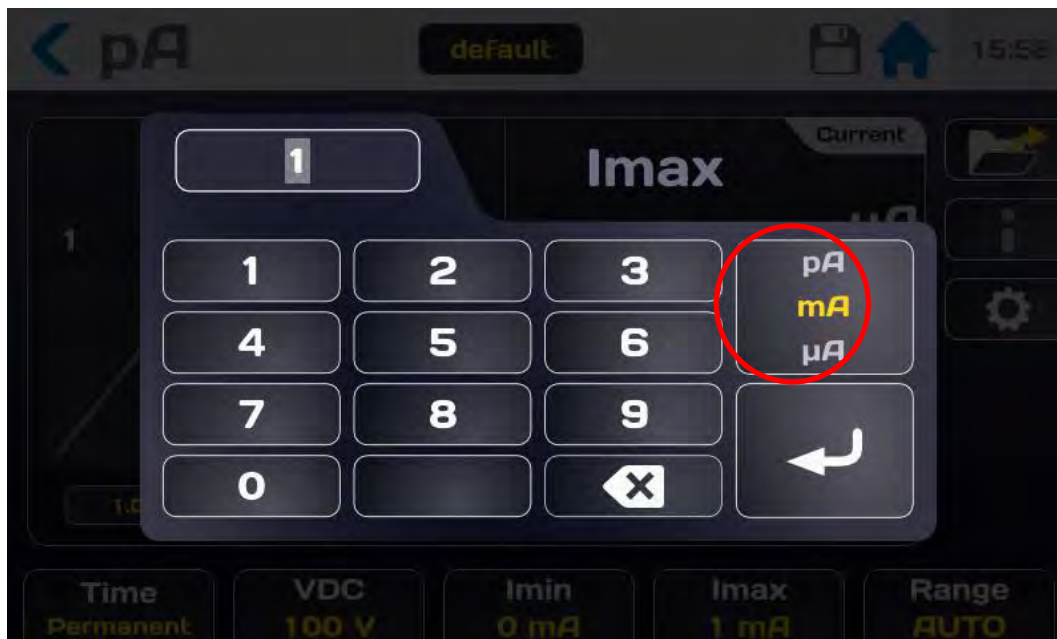 pA
default
15:58
1
Imax
Current
µA
1
1 2 3
pA
mA
µA
4 5 6
7 8 9
0
Time
Permanent
VDC
100 V
Imin
0 mA
Imax
1 mA
Range
AUTO